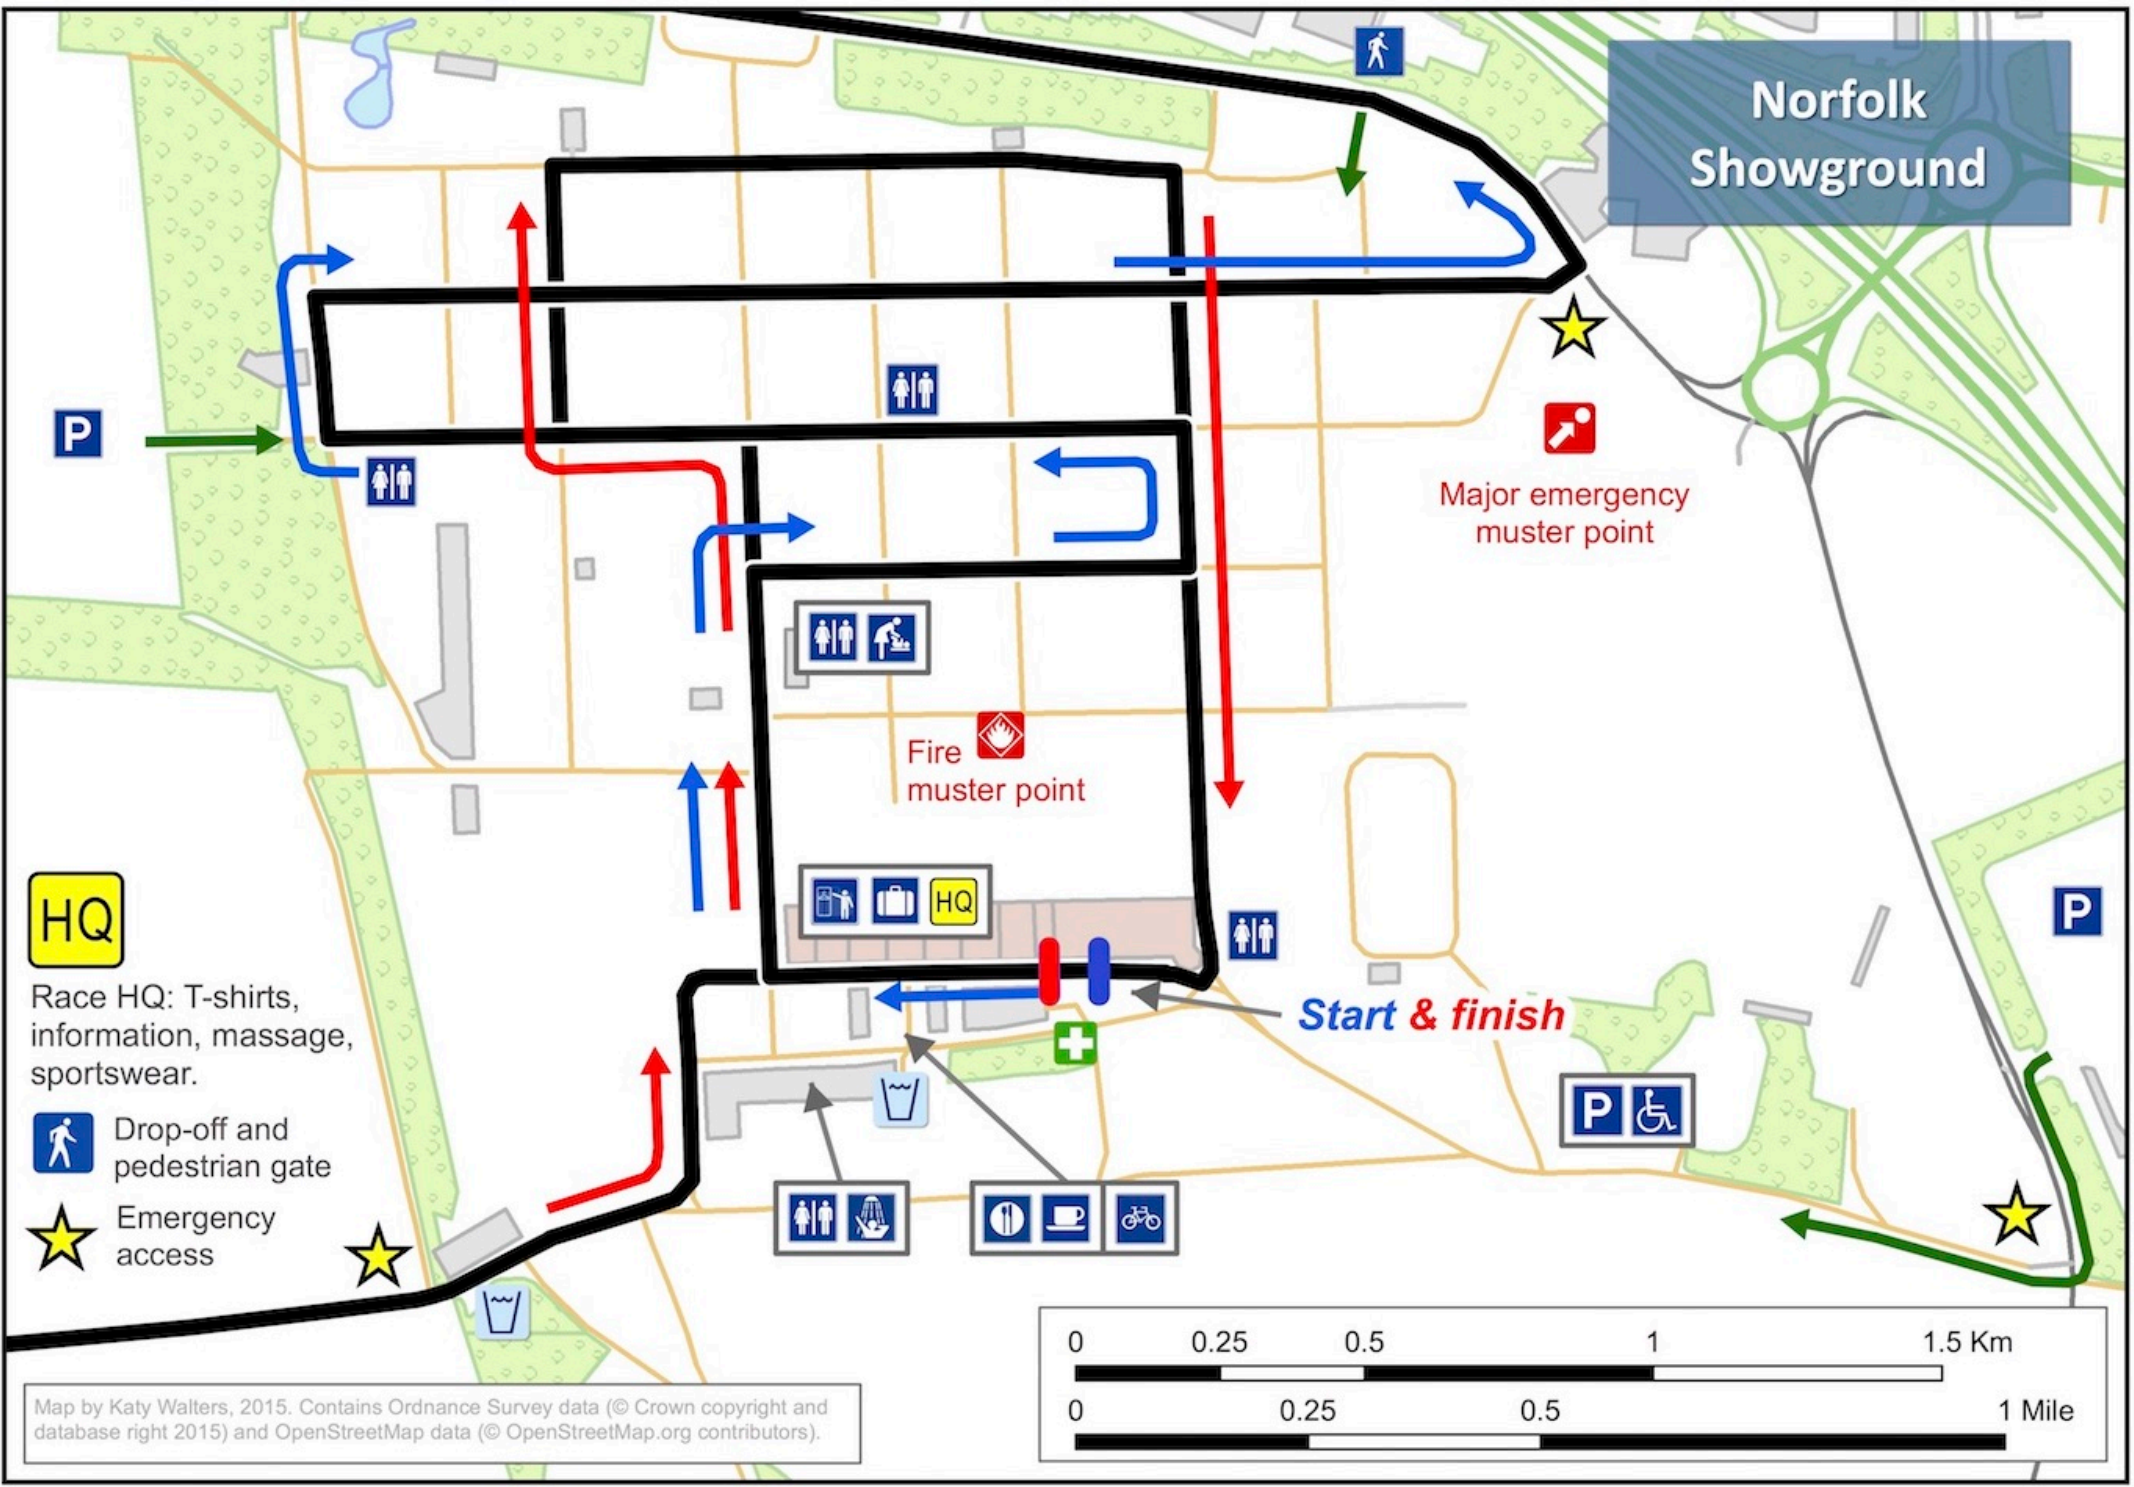 Norfolk
Showground
P
Major emergency
muster point
Fire
muster point
HQ
P
HQ
Race HQ: T-shirts,
information, massage,
sportswear.
Start & finish
P
Drop-off and
pedestrian gate
Emergency
access
0 0.25 0.5 1 1.5 Km
0 0.25 0.5 1 Mile
Map by Katy Walters, 2015. Contains Ordnance Survey data (© Crown copyright and
database right 2015) and OpenStreetMap data (© OpenStreetMap.org contributors).